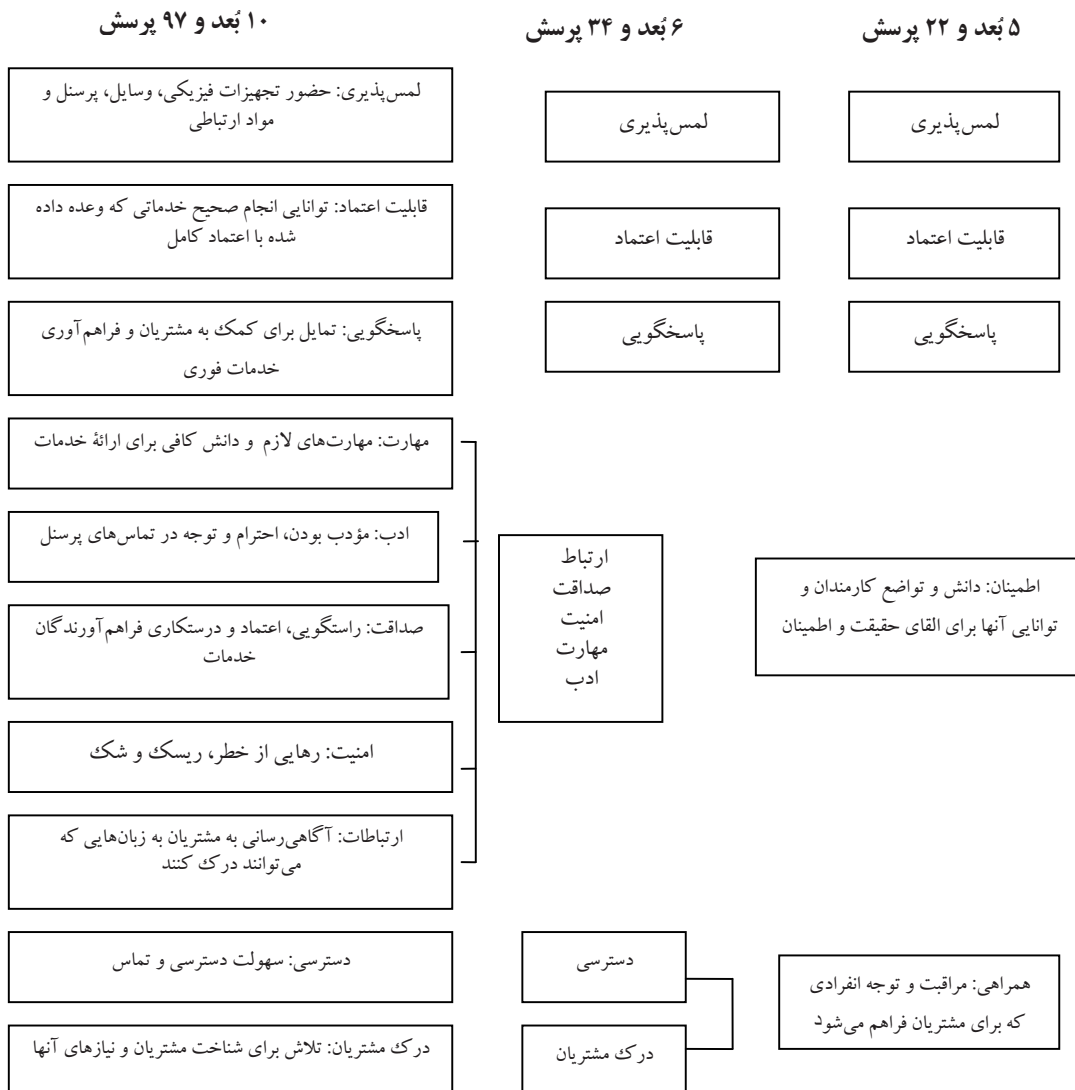 ۵ بُعد و ۲۲ پرسش
۶ بُعد و ۳۴ پرسش
۱۰ بُعد و ۹۷ پرسش
لمس‌پذیری
لمس‌پذیری
لمس‌پذیری: حضور تجهیزات فیزیکی، وسایل، پرسنل و
مواد ارتباطی
قابلیت اعتماد
قابلیت اعتماد
قابلیت اعتماد: توانایی انجام صحیح خدماتی که وعده داده
شده با اعتماد کامل
پاسخگویی
پاسخگویی
پاسخگویی: تمایل برای کمک به مشتریان و فراهم‌آوری
خدمات فوری
اطمینان: دانش و تواضع کارمندان و
توانایی آنها برای القای حقیقت و اطمینان
ارتباط
صداقت
امنیت
مهارت
ادب
مهارت: مهارت‌های لازم و دانش کافی برای ارائهٔ خدمات
ادب: مؤدب بودن، احترام و توجه در تماس‌های پرسنل
صداقت: راستگویی، اعتماد و درستکاری فراهم‌آورندگان
خدمات
امنیت: رهایی از خطر، ریسک و شک
ارتباطات: آگاهی‌رسانی به مشتریان به زبان‌هایی که
می‌توانند درک کنند
همراهی: مراقبت و توجه انفرادی
که برای مشتریان فراهم می‌شود
دسترسی
دسترسی: سهولت دسترسی و تماس
درک مشتریان
درک مشتریان: تلاش برای شناخت مشتریان و نیازهای آنها